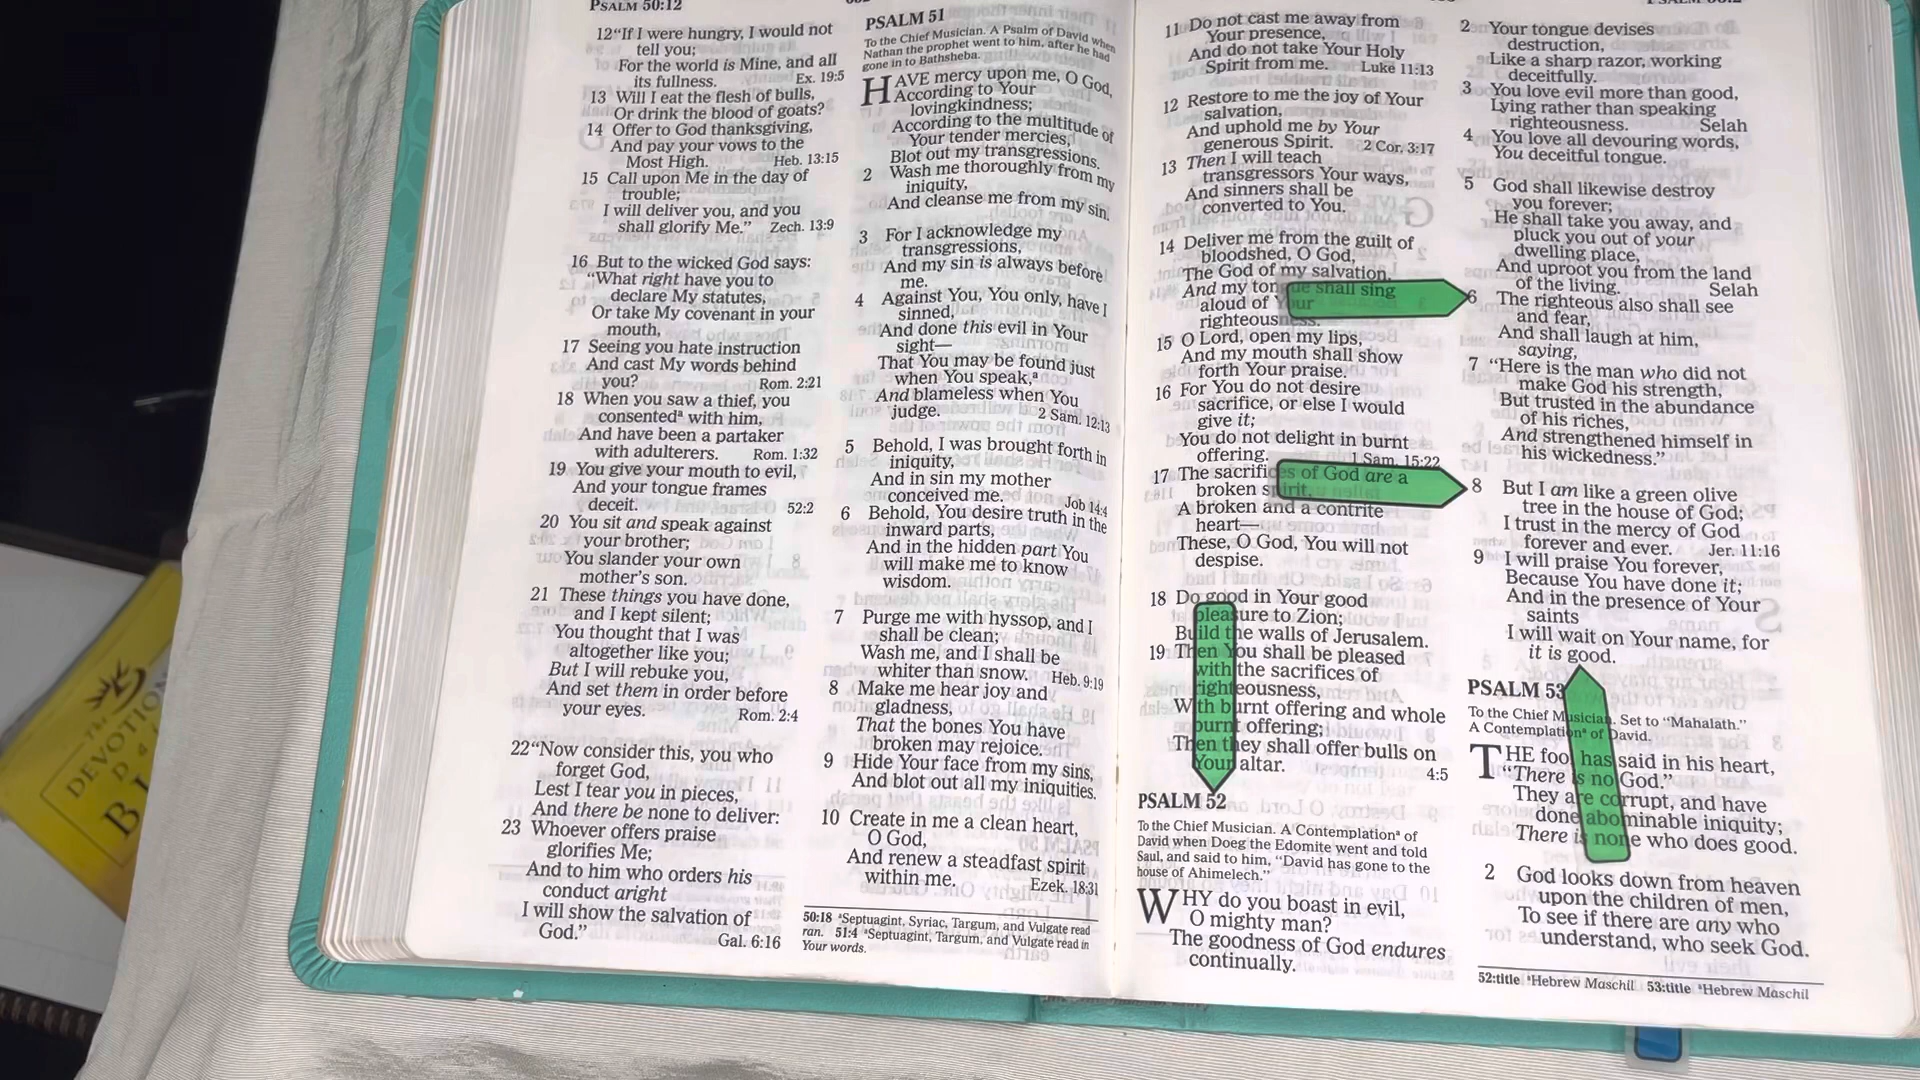 PSALM 50:12
12 "If I were hungry, I would not
tell you;
For the world is Mine, and all
its fullness. Ex. 19:5
13 Will I eat the flesh of bulls,
Or drink the blood of goats?
14 Offer to God thanksgiving,
And pay your vows to the
Most High. Heb. 13:15
15 Call upon Me in the day of
trouble;
I will deliver you, and you
shall glorify Me." Zech. 13:9
16 But to the wicked God says:
"What right have you to
declare My statutes,
Or take My covenant in your
mouth,
17 Seeing you hate instruction
And cast My words behind
you? Rom. 2:21
18 When you saw a thief, you
consentedª with him,
And have been a partaker
with adulterers. Rom. 1:32
19 You give your mouth to evil,
And your tongue frames
deceit. 52:2
20 You sit and speak against
your brother;
You slander your own
mother's son.
21 These things you have done,
and I kept silent;
You thought that I was
altogether like you;
But I will rebuke you,
And set them in order before
your eyes. Rom. 2:4
22 "Now consider this, you who
forget God,
Lest I tear you in pieces,
And there be none to deliver:
23 Whoever offers praise
glorifies Me;
And to him who orders his
conduct aright
I will show the salvation of
God." Gal. 6:16
PSALM 51
To the Chief Musician. A Psalm of David when
Nathan the prophet went to him, after he had
gone in to Bathsheba.
HAVE mercy upon me, O God,
According to Your
lovingkindness;
According to the multitude of
Your tender mercies,
Blot out my transgressions.
2 Wash me thoroughly from my
iniquity,
And cleanse me from my sin.
3 For I acknowledge my
transgressions,
And my sin is always before
me.
4 Against You, You only, have I
sinned,
And done this evil in Your
sight—
That You may be found just
when You speak,ª
And blameless when You
judge. 2 Sam. 12:13
5 Behold, I was brought forth in
iniquity,
And in sin my mother
conceived me. Job 14:4
6 Behold, You desire truth in the
inward parts,
And in the hidden part You
will make me to know
wisdom.
7 Purge me with hyssop, and I
shall be clean;
Wash me, and I shall be
whiter than snow. Heb. 9:19
8 Make me hear joy and
gladness,
That the bones You have
broken may rejoice.
9 Hide Your face from my sins,
And blot out all my iniquities.
10 Create in me a clean heart,
O God,
And renew a steadfast spirit
within me. Ezek. 18:31
50:18 ªSeptuagint, Syriac, Targum, and Vulgate read
ran. 51:4 ªSeptuagint, Targum, and Vulgate read in
Your words.
11 Do not cast me away from
Your presence,
And do not take Your Holy
Spirit from me. Luke 11:13
12 Restore to me the joy of Your
salvation,
And uphold me by Your
generous Spirit. 2 Cor. 3:17
13 Then I will teach
transgressors Your ways,
And sinners shall be
converted to You.
14 Deliver me from the guilt of
bloodshed, O God,
The God of my salvation,
And my tongue shall sing
aloud of Your
righteousness.
15 O Lord, open my lips,
And my mouth shall show
forth Your praise.
16 For You do not desire
sacrifice, or else I would
give it;
You do not delight in burnt
offering. 1 Sam. 15:22
17 The sacrifices of God are a
broken spirit,
A broken and a contrite
heart—
These, O God, You will not
despise.
18 Do good in Your good
pleasure to Zion;
Build the walls of Jerusalem.
19 Then You shall be pleased
with the sacrifices of
righteousness,
With burnt offering and whole
burnt offering;
Then they shall offer bulls on
Your altar. 4:5
PSALM 52
To the Chief Musician. A Contemplationª of
David when Doeg the Edomite went and told
Saul, and said to him, "David has gone to the
house of Ahimelech."
WHY do you boast in evil,
O mighty man?
The goodness of God endures
continually.
2 Your tongue devises
destruction,
Like a sharp razor, working
deceitfully.
3 You love evil more than good,
Lying rather than speaking
righteousness. Selah
4 You love all devouring words,
You deceitful tongue.
5 God shall likewise destroy
you forever;
He shall take you away, and
pluck you out of your
dwelling place,
And uproot you from the land
of the living. Selah
6 The righteous also shall see
and fear,
And shall laugh at him,
saying,
7 "Here is the man who did not
make God his strength,
But trusted in the abundance
of his riches,
And strengthened himself in
his wickedness."
8 But I am like a green olive
tree in the house of God;
I trust in the mercy of God
forever and ever. Jer. 11:16
9 I will praise You forever,
Because You have done it;
And in the presence of Your
saints
I will wait on Your name, for
it is good.
PSALM 53
To the Chief Musician. Set to "Mahalath."
A Contemplationª of David.
THE fool has said in his heart,
"There is no God."
They are corrupt, and have
done abominable iniquity;
There is none who does good.
2 God looks down from heaven
upon the children of men,
To see if there are any who
understand, who seek God.
52:title ªHebrew Maschil 53:title ªHebrew Maschil
The
DEVOTION